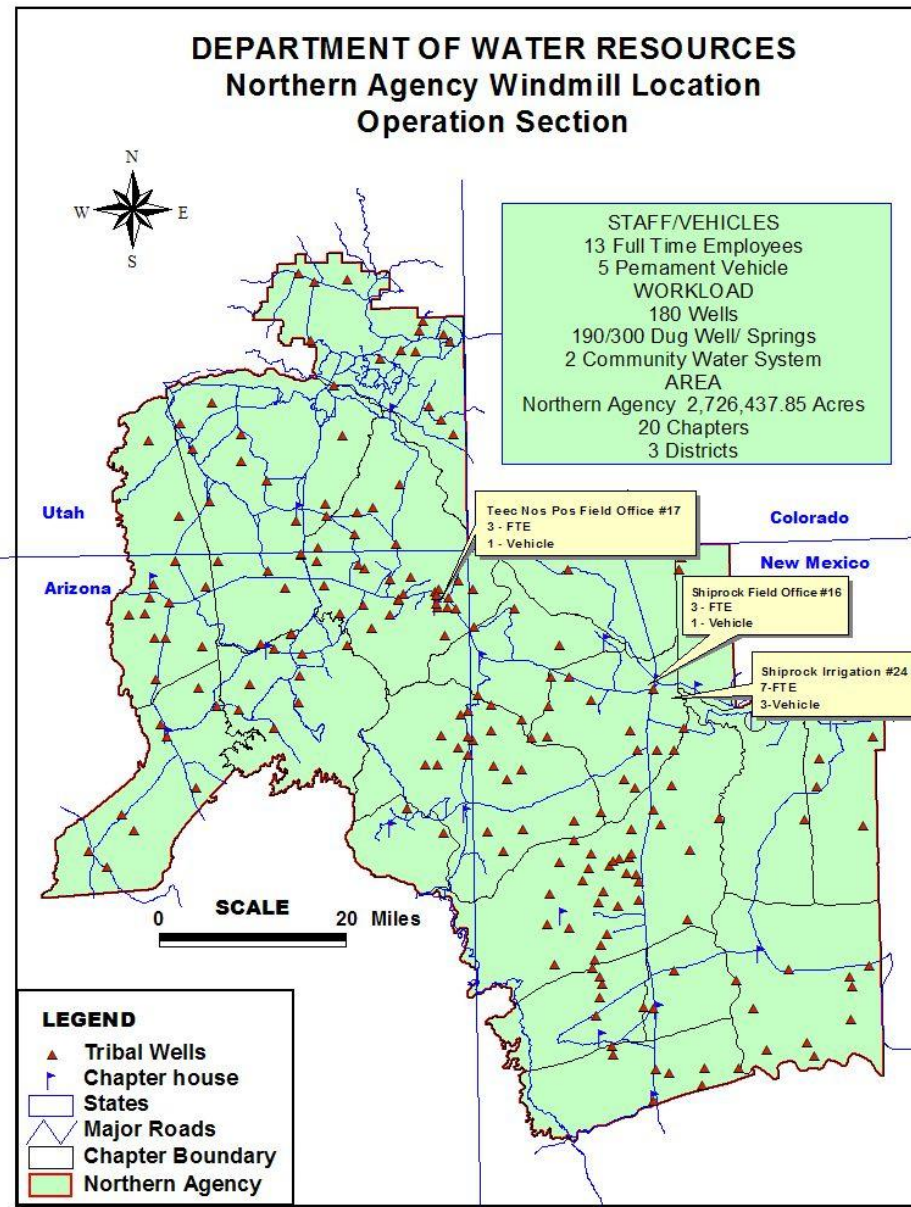 DEPARTMENT OF WATER RESOURCES
Northern Agency Windmill Location
Operation Section
N
W
E
S
STAFF/VEHICLES
13 Full Time Employees
5 Pernament Vehicle
WORKLOAD
180 Wells
190/300 Dug Well/ Springs
2 Community Water System
AREA
Northern Agency 2,726,437.85 Acres
20 Chapters
3 Districts
Teec Nos Pos Field Office #17
3 - FTE
1 - Vehicle
Utah
Colorado
Arizona
New Mexico
Shiprock Field Office #16
3 - FTE
1 - Vehicle
Shiprock Irrigation #24
7-FTE
3-Vehicle
SCALE
0 20 Miles
LEGEND
Tribal Wells
Chapter house
States
Major Roads
Chapter Boundary
Northern Agency